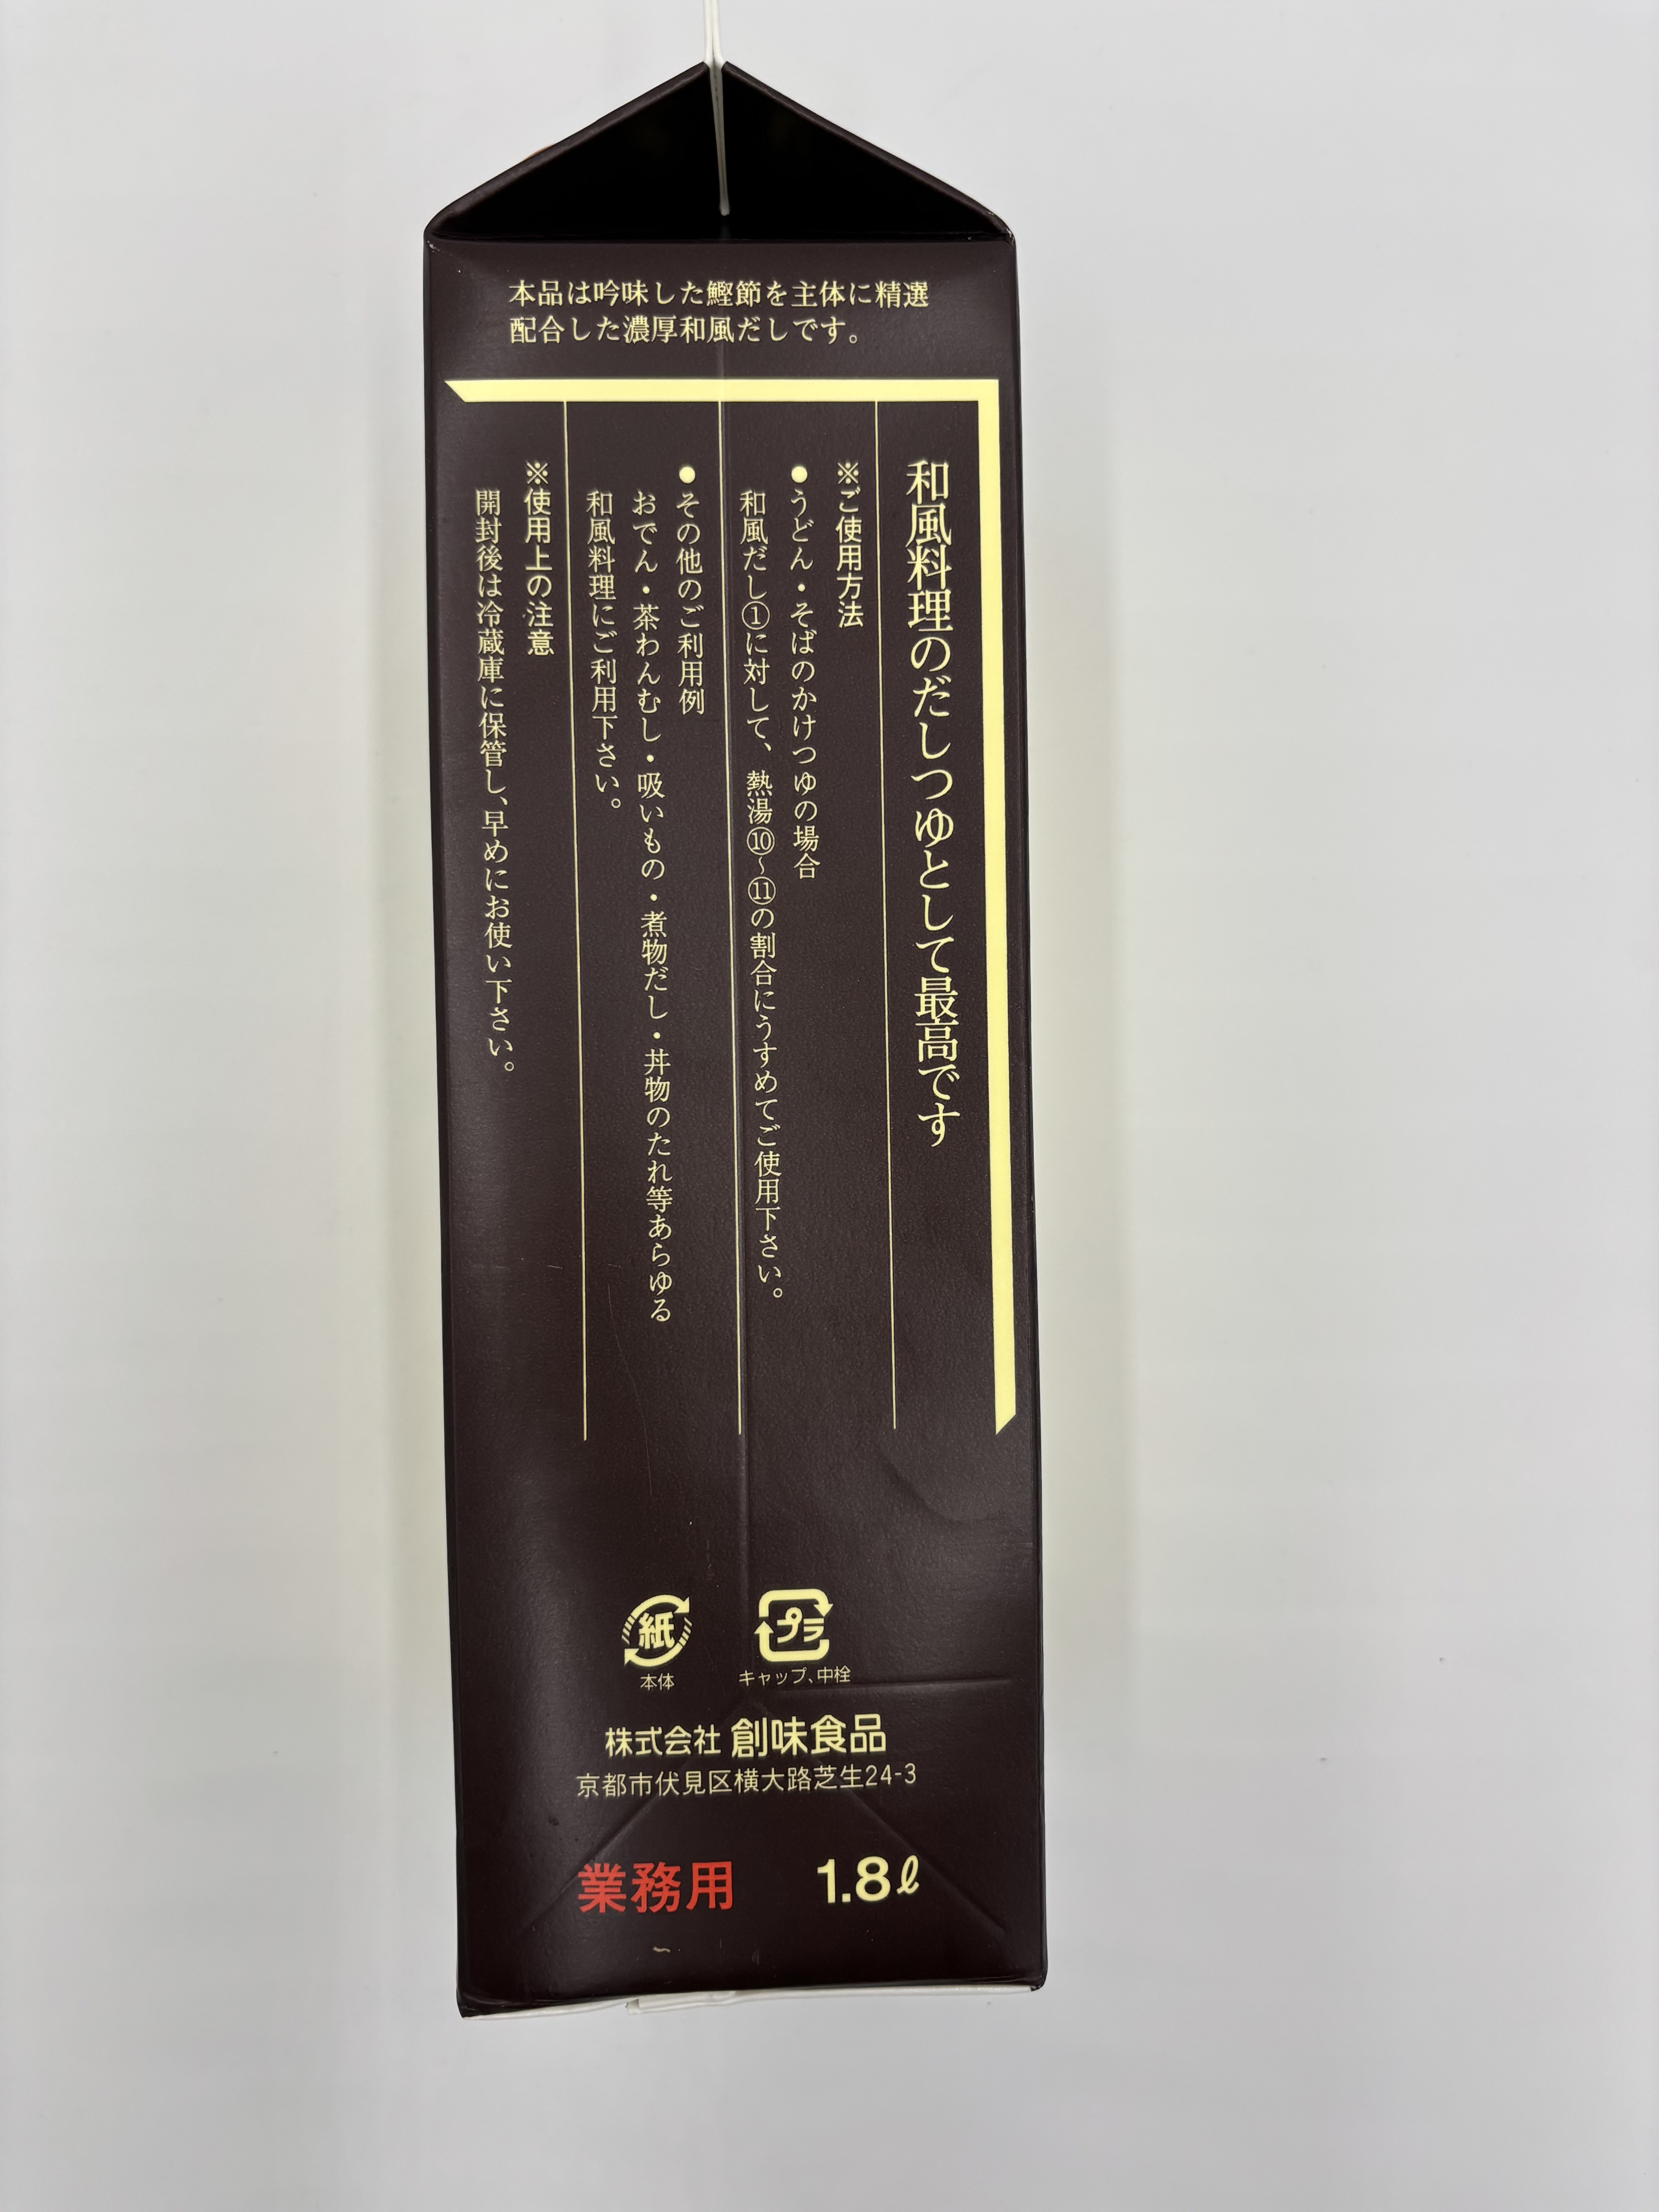 本品は吟味した鰹節を主体に精選
配合した濃厚和風だしです。
和風料理のだしつゆとして最高です
※ご使用方法
●うどん・そばのかけつゆの場合
和風だし①に対して、熱湯⑩〜⑪の割合にうすめてご使用下さい。
●その他のご利用例
おでん・茶わんむし・吸いもの・煮物だし・丼物のたれ等あらゆる
和風料理にご利用下さい。
※使用上の注意
開封後は冷蔵庫に保管し、早めにお使い下さい。
紙
本体
プラ
キャップ、中栓
株式会社 創味食品
京都市伏見区横大路芝生24-3
業務用 1.8ℓ